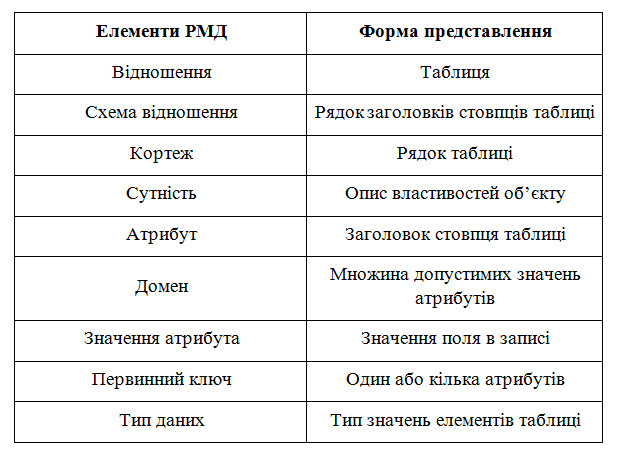 Елементи РМД Форма представлення
Відношення Таблиця
Схема відношення Рядок заголовків стовпців таблиці
Кортеж Рядок таблиці
Сутність Опис властивостей об’єкту
Атрибут Заголовок стовпця таблиці
Домен Множина допустимих значень
атрибутів
Значення атрибута Значення поля в записі
Первинний ключ Один або кілька атрибутів
Тип даних Тип значень елементів таблиці